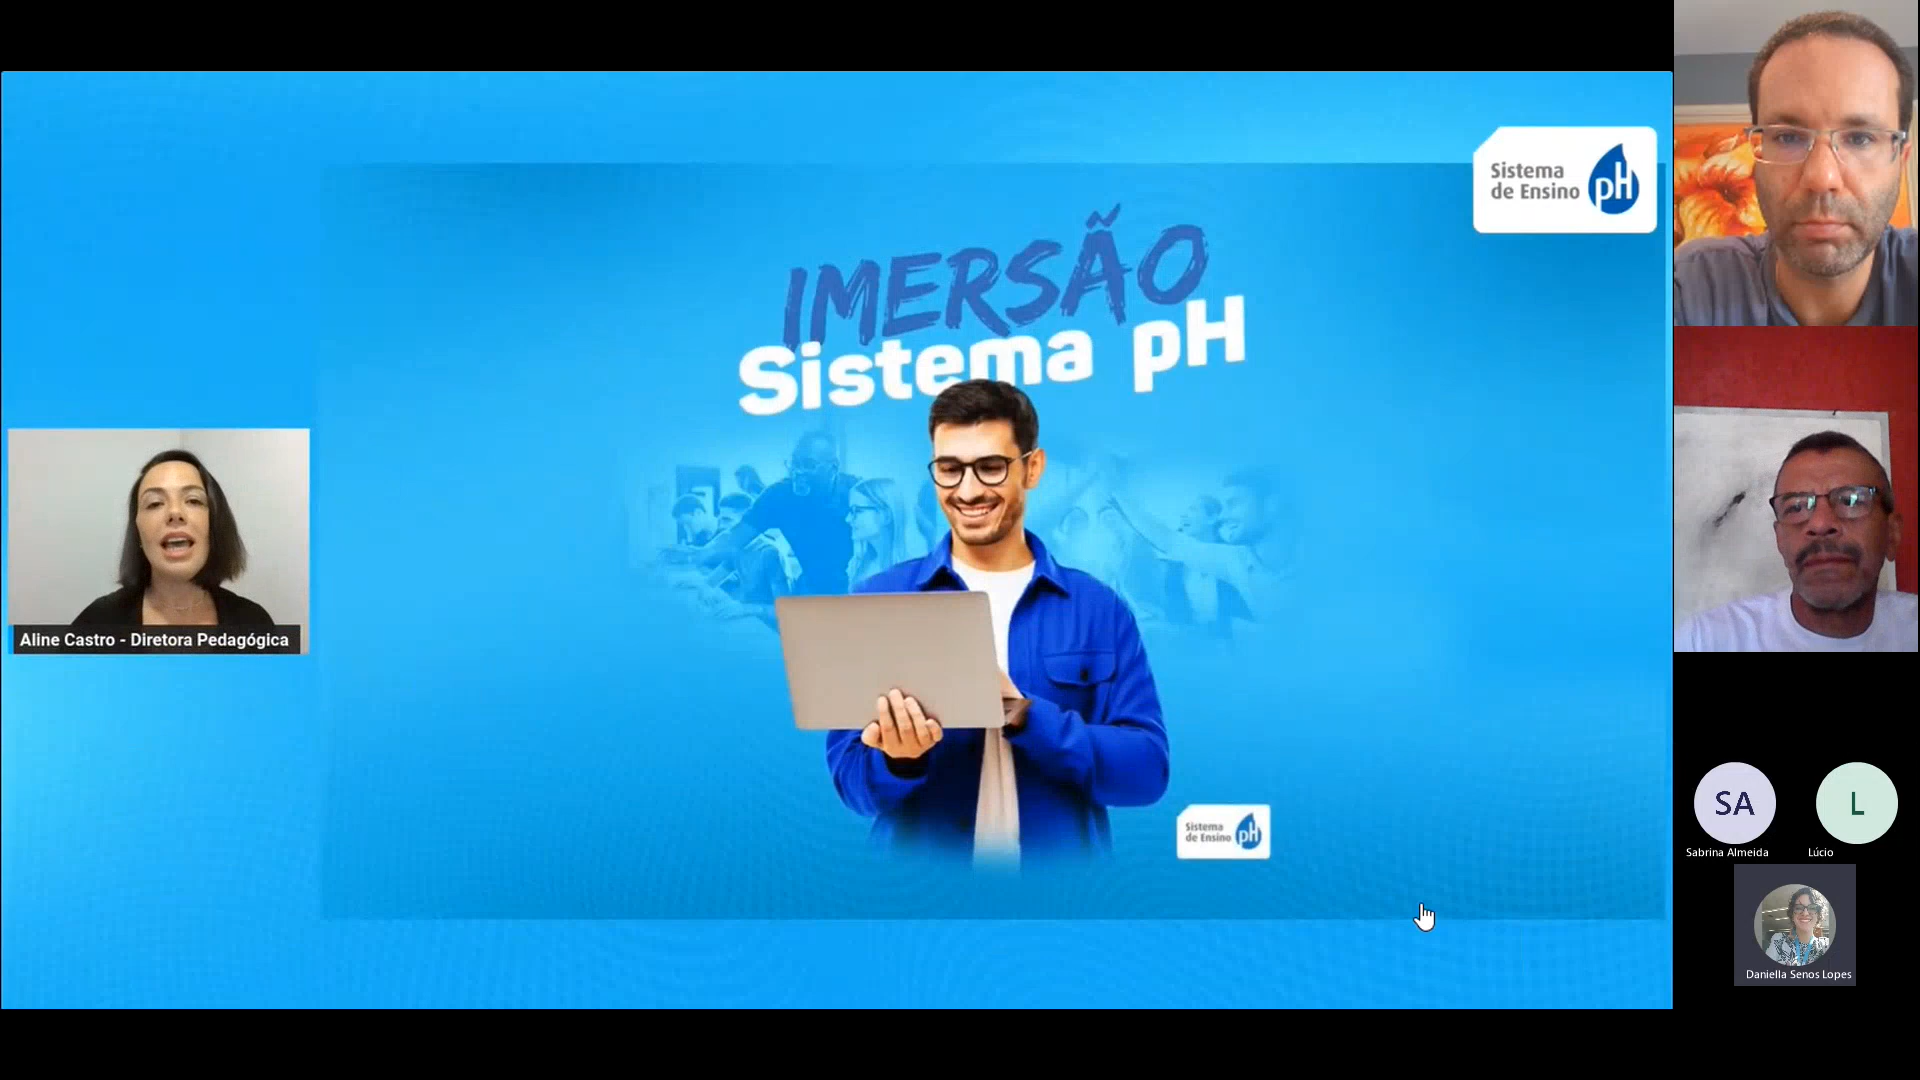 Sistema
de Ensino pH
IMERSÃO
Sistema pH
Aline Castro - Diretora Pedagógica
Sistema
de Ensino pH
SA
L
Sabrina Almeida
Lúcio
Daniella Senos Lopes